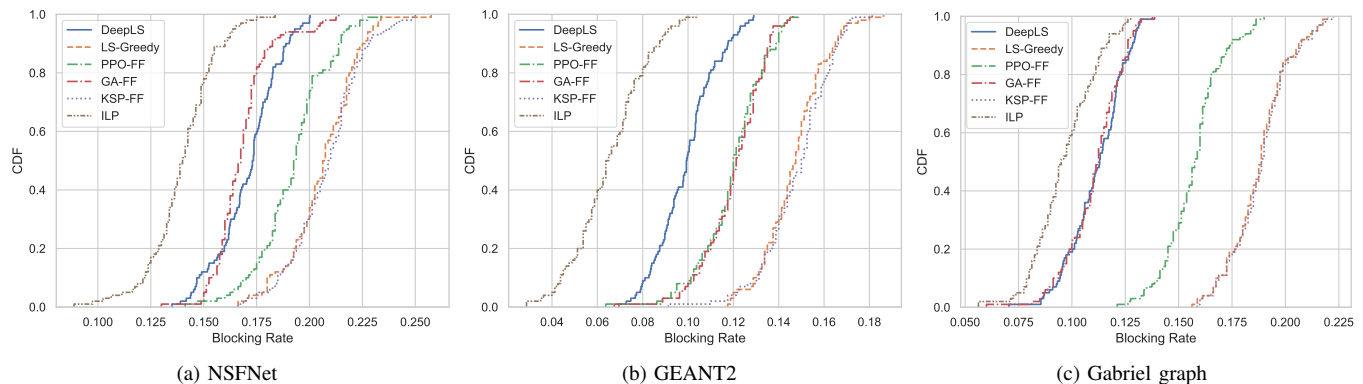 1.0
0.8
0.6
0.4
0.2
0.0
CDF
DeepLS
LS-Greedy
PPO-FF
GA-FF
KSP-FF
ILP
0.100 0.125 0.150 0.175 0.200 0.225 0.250
Blocking Rate
(a) NSFNet
1.0
0.8
0.6
0.4
0.2
0.0
CDF
DeepLS
LS-Greedy
PPO-FF
GA-FF
KSP-FF
ILP
0.04 0.06 0.08 0.10 0.12 0.14 0.16 0.18
Blocking Rate
(b) GEANT2
1.0
0.8
0.6
0.4
0.2
0.0
CDF
DeepLS
LS-Greedy
PPO-FF
GA-FF
KSP-FF
ILP
0.050 0.075 0.100 0.125 0.150 0.175 0.200 0.225
Blocking Rate
(c) Gabriel graph